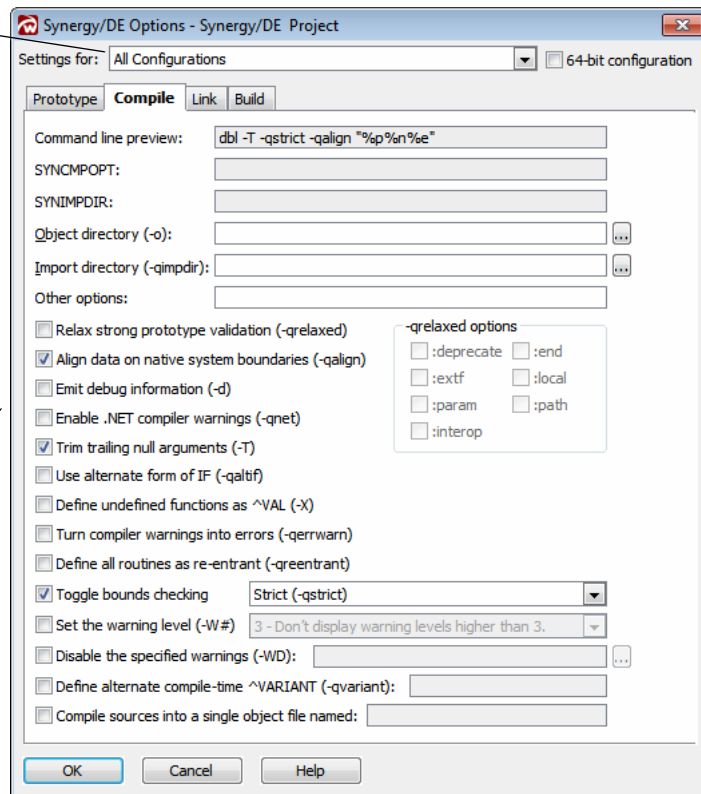 Synergy/DE Options - Synergy/DE Project
Settings for: All Configurations 64-bit configuration
Prototype Compile Link Build
Command line preview: dbl -T -qstrict -qalign "%p%n%e"
SYNCMPOPT:
SYNIMPDIR:
Object directory (-o): ...
Import directory (-qimpdir): ...
Other options:
Relax strong prototype validation (-qrelaxed)
-qrelaxed options
:deprecate :end
Align data on native system boundaries (-qalign)
:extf :local
Emit debug information (-d)
:param :path
Enable .NET compiler warnings (-qnet)
:interop
Trim trailing null arguments (-T)
Use alternate form of IF (-qaltif)
Define undefined functions as ^VAL (-X)
Turn compiler warnings into errors (-qerrwarn)
Define all routines as re-entrant (-qreentrant)
Toggle bounds checking Strict (-qstrict)
Set the warning level (-W#) 3 - Don't display warning levels higher than 3.
Disable the specified warnings (-WD): ...
Define alternate compile-time ^VARIANT (-qvariant):
Compile sources into a single object file named:
OK Cancel Help